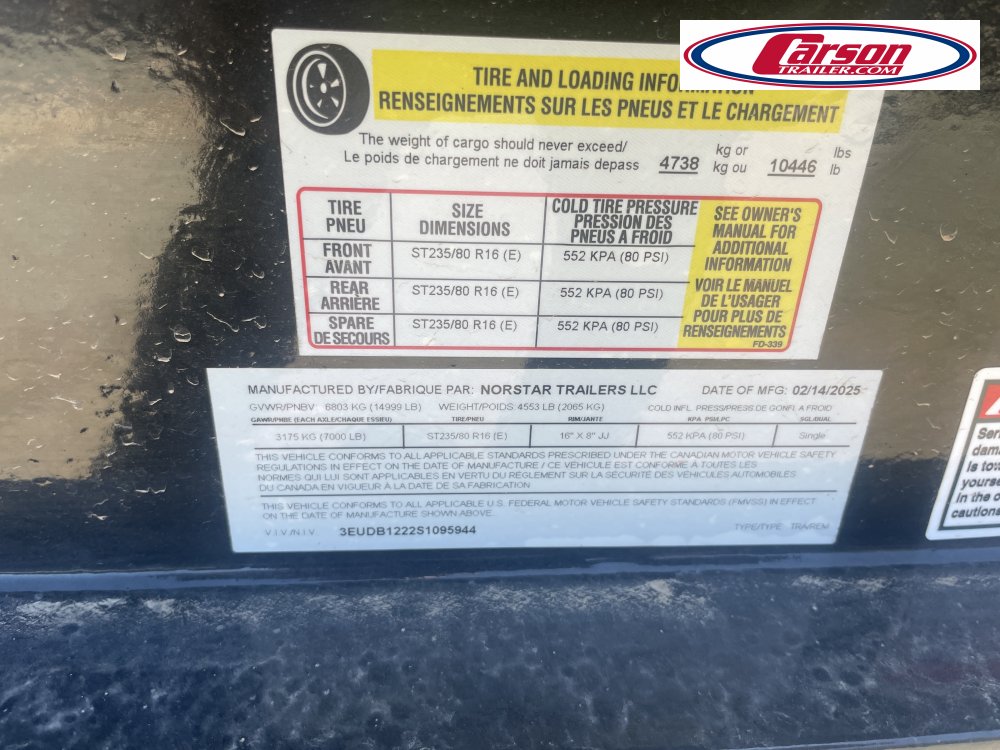 Carson
TRAILER.COM
TIRE AND LOADING
RENSEIGNEMENTS SUR LES PNEUS ET LE CHARGEMENT
The weight of cargo should never exceed/ kg or lbs
Le poids de chargement ne doit jamais depass 4738 kg ou 10446 lb
TIRE PNEU
SIZE DIMENSIONS
COLD TIRE PRESSURE
PRESSION DES
PNEUS A FROID
FRONT AVANT ST235/80 R16 (E) 552 KPA (80 PSI)
REAR ARRIÈRE ST235/80 R16 (E) 552 KPA (80 PSI)
SPARE DE SECOURS ST235/80 R16 (E) 552 KPA (80 PSI)
SEE OWNER'S
MANUAL FOR
ADDITIONAL
INFORMATION
VOIR LE MANUEL
DE L'USAGER
POUR PLUS DE
RENSEIGNEMENTS
FD-339
MANUFACTURED BY/FABRIQUE PAR: NORSTAR TRAILERS LLC DATE OF MFG: 02/14/2025
GVWR/PNBV: 6803 KG (14999 LB) WEIGHT/POIDS: 4553 LB (2065 KG) COLD INFL. PRESS/PRESS DE GONFL A FROID
GAWR/PNBE (EACH AXLE/CHAQUE ESSIEU) TIRE/PNEU RIM/JANTE KPA PSI/LPC SGL/DUAL
3175 KG (7000 LB) ST235/80 R16 (E) 16" X 8" JJ 552 KPA (80 PSI) Single
THIS VEHICLE CONFORMS TO ALL APPLICABLE STANDARDS PRESCRIBED UNDER THE CANADIAN MOTOR VEHICLE SAFETY
REGULATIONS IN EFFECT ON THE DATE OF MANUFACTURE / CE VÉHICULE EST CONFORME À TOUTES LES
NORMES QUI LUI SONT APPLICABLES EN VERTU DU RÈGLEMENT SUR LA SÉCURITÉ DES VÉHICULES AUTOMOBILES
DU CANADA EN VIGUEUR À LA DATE DE SA FABRICATION
THIS VEHICLE CONFORMS TO ALL APPLICABLE U.S. FEDERAL MOTOR VEHICLE SAFETY STANDARDS (FMVSS) IN EFFECT
ON THE DATE OF MANUFACTURE SHOWN ABOVE.
V.I.V./N.I.V. 3EUDB1222S1095944 TYPE/TYPE TRA/REM
is tow
in the